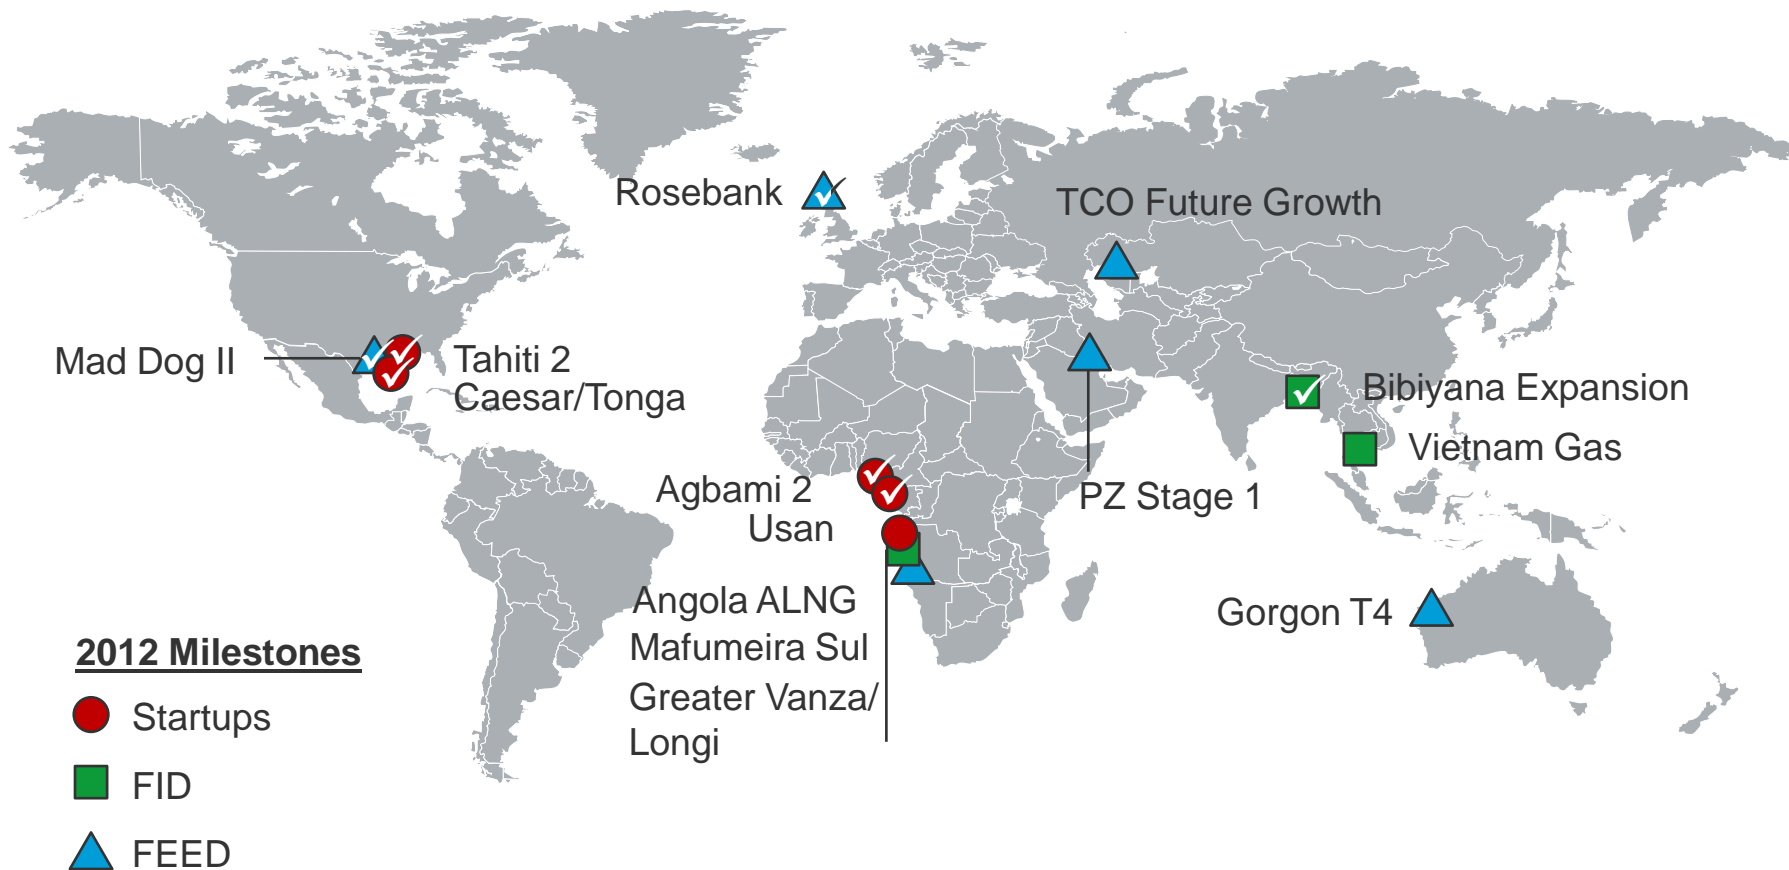 Rosebank
TCO Future Growth
Mad Dog II
Tahiti 2
Caesar/Tonga
Bibiyana Expansion
Vietnam Gas
Agbami 2
Usan
PZ Stage 1
Angola ALNG
Mafumeira Sul
Greater Vanza/
Longi
Gorgon T4
2012 Milestones
Startups
FID
FEED